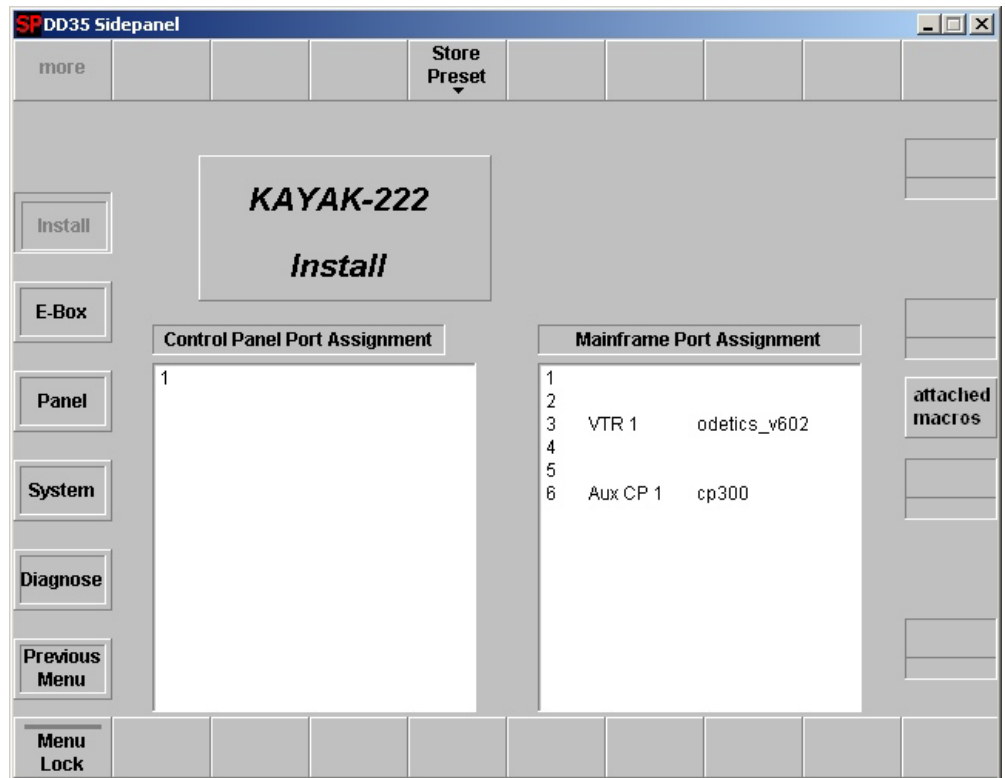 SP DD35 Sidepanel
more
Store
Preset
KAYAK-222
Install
Install
E-Box
Control Panel Port Assignment
Mainframe Port Assignment
1
1
2
3 VTR 1 odetics_v602
4
5
6 Aux CP 1 cp300
Panel
attached
macros
System
Diagnose
Previous
Menu
Menu
Lock